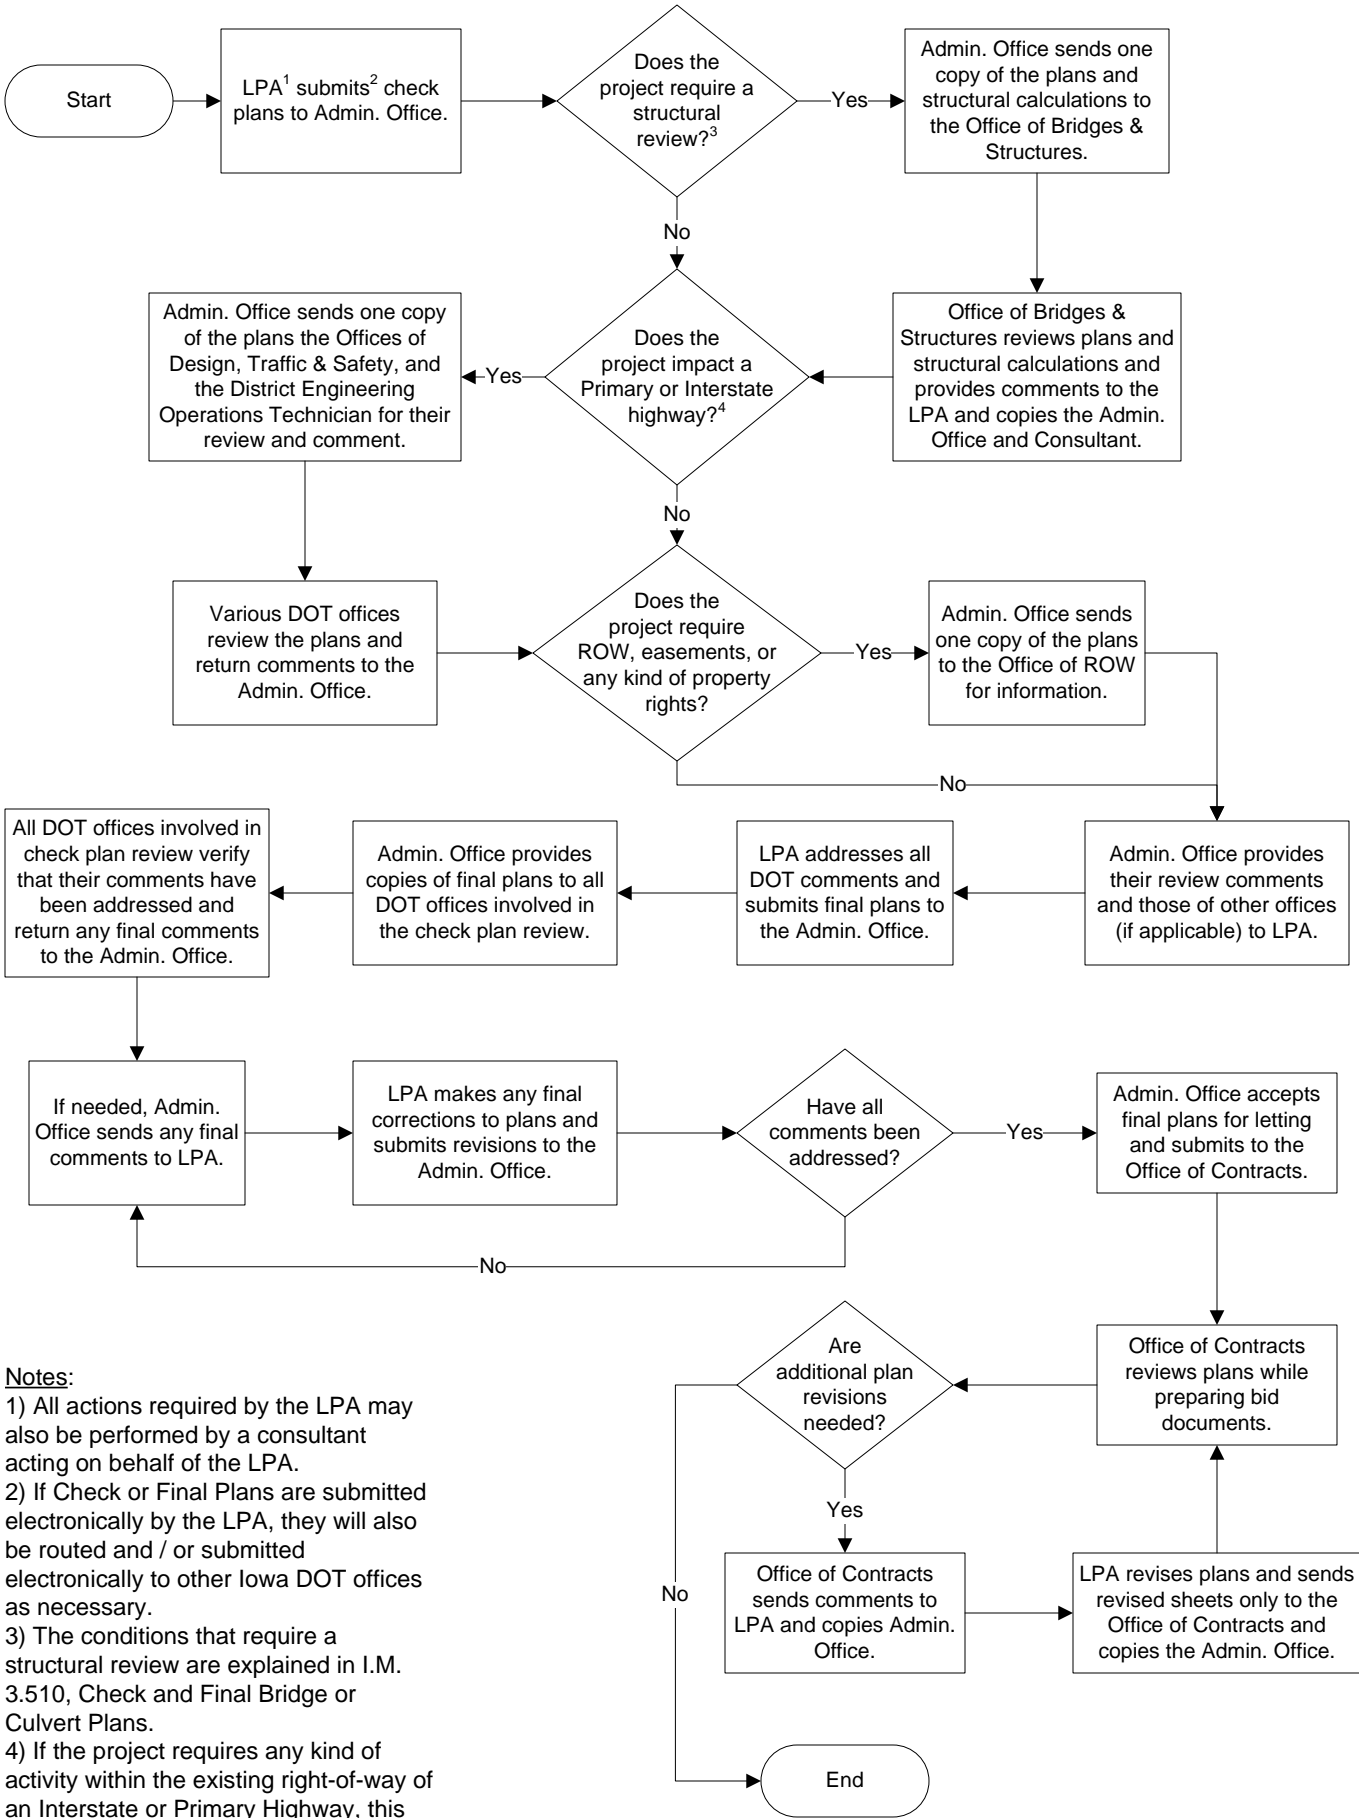 Start
LPA¹ submits² check
plans to Admin. Office.
Does the
project require a
structural
review?³
Yes
Admin. Office sends one
copy of the plans and
structural calculations to
the Office of Bridges &
Structures.
No
Admin. Office sends one copy
of the plans the Offices of
Design, Traffic & Safety, and
the District Engineering
Operations Technician for their
review and comment.
Yes
Does the
project impact a
Primary or Interstate
highway?⁴
Office of Bridges &
Structures reviews plans and
structural calculations and
provides comments to the
LPA and copies the Admin.
Office and Consultant.
No
Various DOT offices
review the plans and
return comments to the
Admin. Office.
Does the
project require
ROW, easements, or
any kind of property
rights?
Yes
Admin. Office sends
one copy of the plans
to the Office of ROW
for information.
No
All DOT offices involved in
check plan review verify
that their comments have
been addressed and
return any final comments
to the Admin. Office.
Admin. Office provides
copies of final plans to all
DOT offices involved in
the check plan review.
LPA addresses all
DOT comments and
submits final plans to
the Admin. Office.
Admin. Office provides
their review comments
and those of other offices
(if applicable) to LPA.
If needed, Admin.
Office sends any final
comments to LPA.
LPA makes any final
corrections to plans and
submits revisions to the
Admin. Office.
Have all
comments been
addressed?
Yes
Admin. Office accepts
final plans for letting
and submits to the
Office of Contracts.
No
Are
additional plan
revisions
needed?
Office of Contracts
reviews plans while
preparing bid
documents.
Yes
No
Office of Contracts
sends comments to
LPA and copies Admin.
Office.
LPA revises plans and sends
revised sheets only to the
Office of Contracts and
copies the Admin. Office.
End
Notes:
1) All actions required by the LPA may
also be performed by a consultant
acting on behalf of the LPA.
2) If Check or Final Plans are submitted
electronically by the LPA, they will also
be routed and / or submitted
electronically to other Iowa DOT offices
as necessary.
3) The conditions that require a
structural review are explained in I.M.
3.510, Check and Final Bridge or
Culvert Plans.
4) If the project requires any kind of
activity within the existing right-of-way of
an Interstate or Primary Highway, this